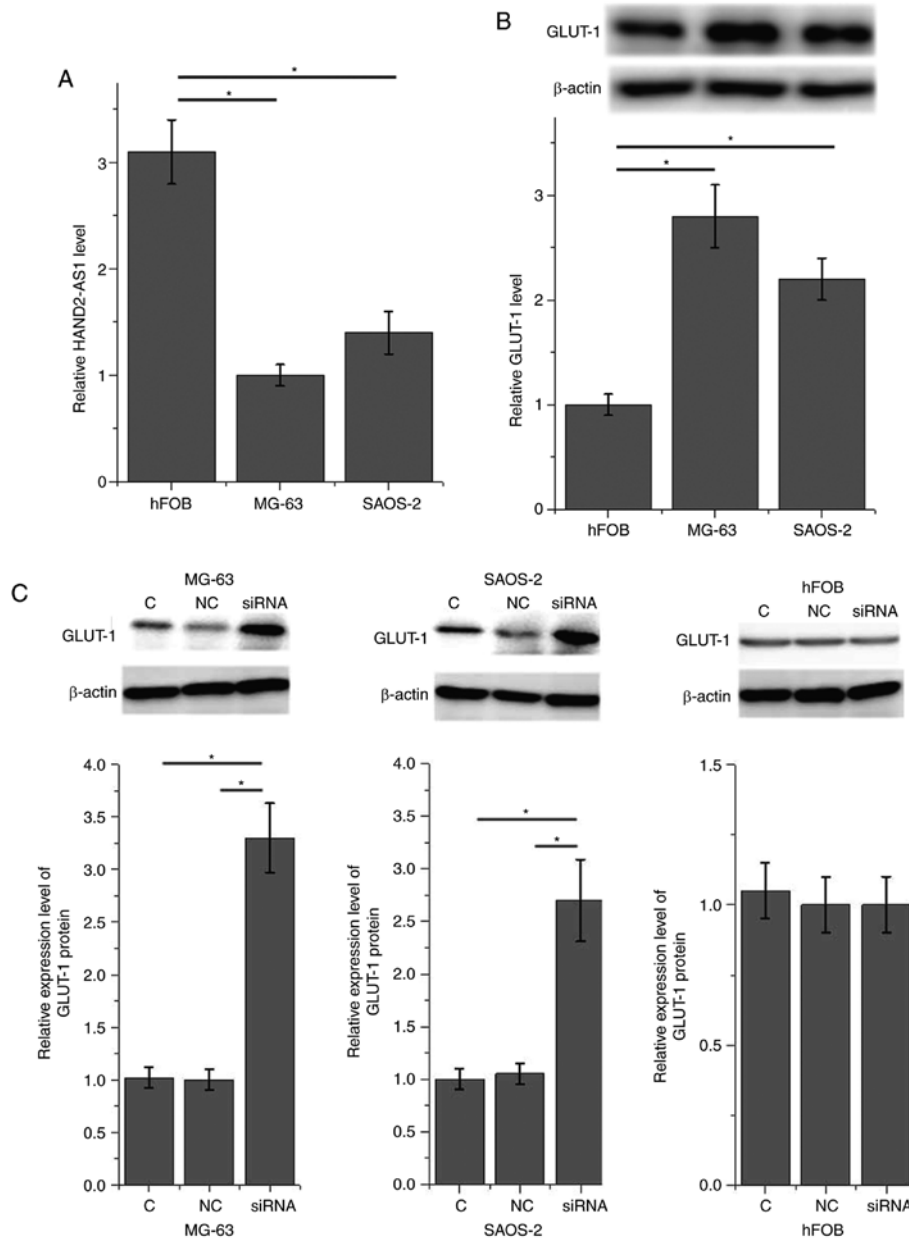 A
*
*
3
2
1
0
Relative HAND2-AS1 level
hFOB MG-63 SAOS-2
B
GLUT-1
β-actin
*
*
3
2
1
0
Relative GLUT-1 level
hFOB MG-63 SAOS-2
C
MG-63
C NC siRNA
GLUT-1
β-actin
*
*
4.0
3.5
3.0
2.5
2.0
1.5
1.0
0.5
0.0
Relative expression level of
GLUT-1 protein
C NC siRNA
MG-63
SAOS-2
C NC siRNA
GLUT-1
β-actin
*
*
4.0
3.5
3.0
2.5
2.0
1.5
1.0
0.5
0.0
Relative expression level of
GLUT-1 protein
C NC siRNA
SAOS-2
hFOB
C NC siRNA
GLUT-1
β-actin
1.5
1.0
0.5
0.0
Relative expression level of
GLUT-1 protein
C NC siRNA
hFOB